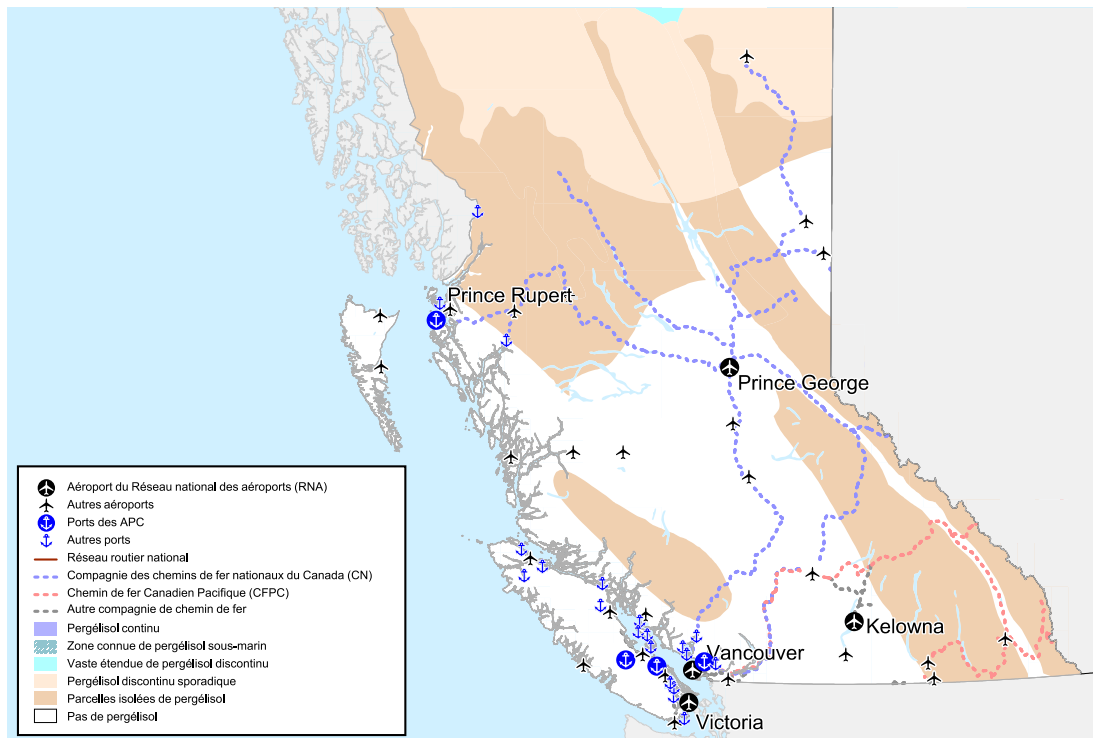 Prince Rupert
Prince George
Kelowna
Vancouver
Victoria
Aéroport du Réseau national des aéroports (RNA)
Autres aéroports
Ports des APC
Autres ports
Réseau routier national
Compagnie des chemins de fer nationaux du Canada (CN)
Chemin de fer Canadien Pacifique (CFPC)
Autre compagnie de chemin de fer
Pergélisol continu
Zone connue de pergélisol sous-marin
Vaste étendue de pergélisol discontinu
Pergélisol discontinu sporadique
Parcelles isolées de pergélisol
Pas de pergélisol